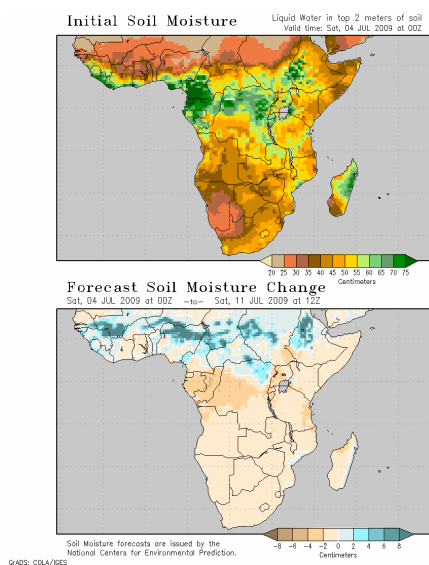 Initial Soil Moisture
Liquid Water in top 2 meters of soil
Valid time: Sat, 04 JUL 2009 at 00Z
20 25 30 35 40 45 50 55 60 65 70 75
Centimeters
Forecast Soil Moisture Change
Sat, 04 JUL 2009 at 00Z -to- Sat, 11 JUL 2009 at 12Z
Soil Moisture forecasts are issued by the
National Centers for Environmental Prediction.
-8 -6 -4 -2 0 2 4 6 8
Centimeters
GrADS: COLA/IGES